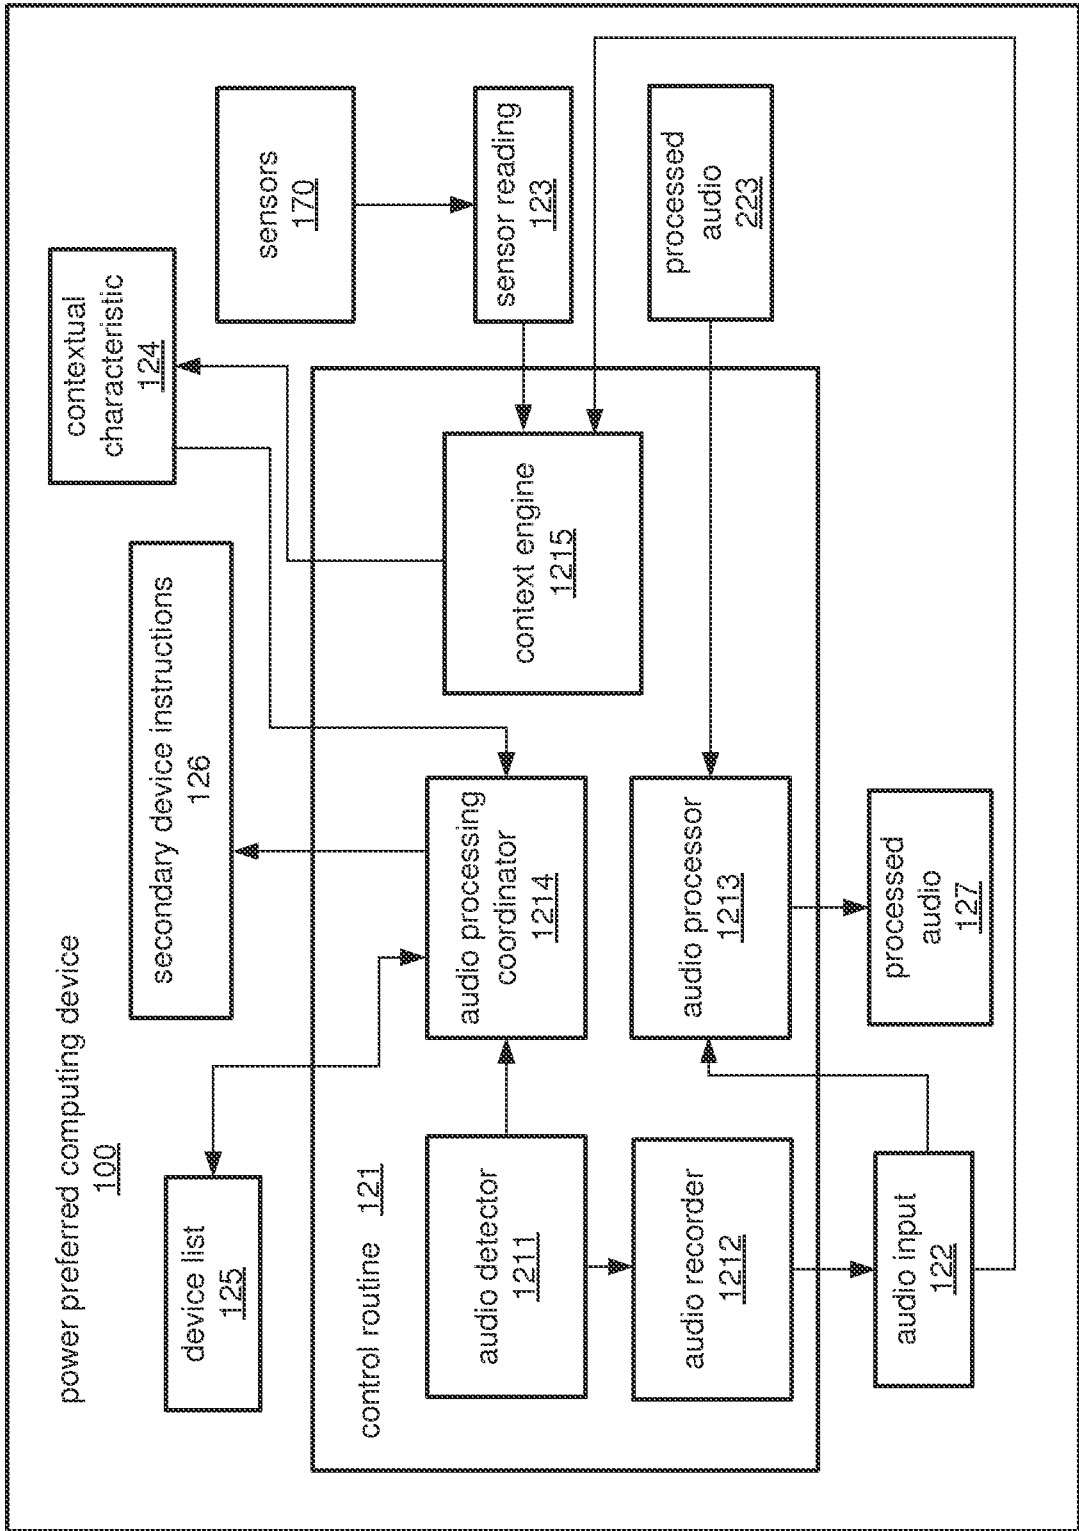 power preferred computing device
100
device list
125
secondary device instructions
126
contextual
characteristic
124
sensors
170
sensor reading
123
control routine 121
audio detector
1211
audio processing
coordinator
1214
context engine
1215
audio recorder
1212
audio processor
1213
processed
audio
223
audio input
122
processed
audio
127